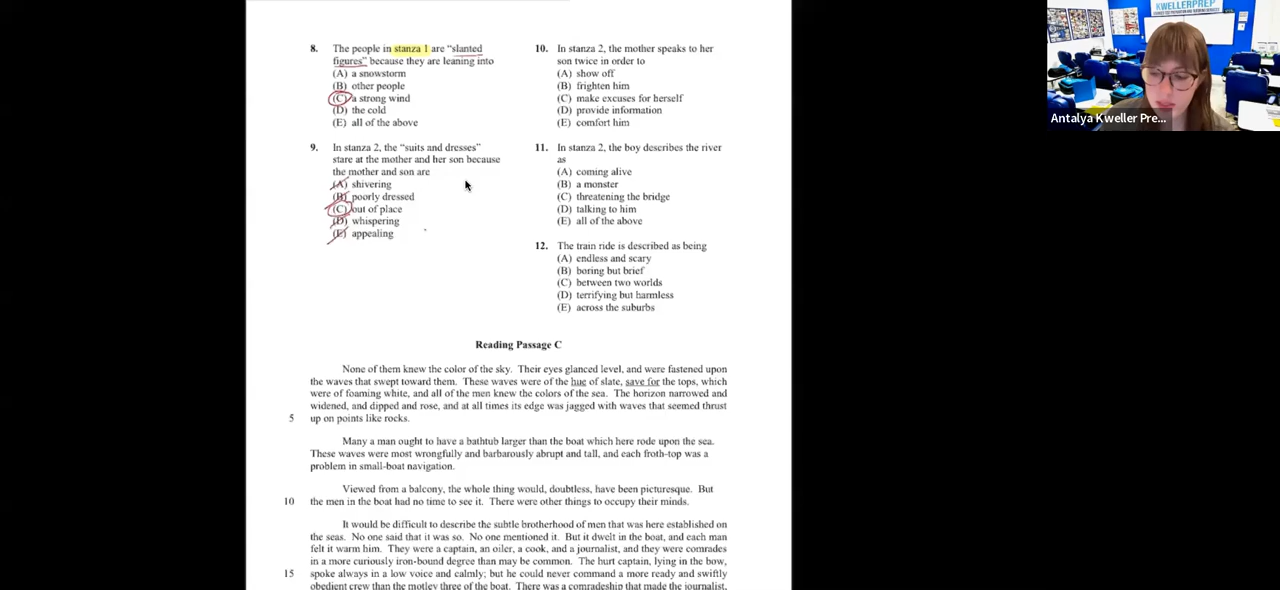 8. The people in stanza 1 are “slanted
figures” because they are leaning into
(A) a snowstorm
(B) other people
(C) a strong wind
(D) the cold
(E) all of the above
9. In stanza 2, the “suits and dresses”
stare at the mother and her son because
the mother and son are
(A) shivering
(B) poorly dressed
(C) out of place
(D) whispering
(E) appealing
10. In stanza 2, the mother speaks to her
son twice in order to
(A) show off
(B) frighten him
(C) make excuses for herself
(D) provide information
(E) comfort him
11. In stanza 2, the boy describes the river
as
(A) coming alive
(B) a monster
(C) threatening the bridge
(D) talking to him
(E) all of the above
12. The train ride is described as being
(A) endless and scary
(B) boring but brief
(C) between two worlds
(D) terrifying but harmless
(E) across the suburbs
Reading Passage C
None of them knew the color of the sky. Their eyes glanced level, and were fastened upon
the waves that swept toward them. These waves were of the hue of slate, save for the tops, which
were of foaming white, and all of the men knew the colors of the sea. The horizon narrowed and
widened, and dipped and rose, and at all times its edge was jagged with waves that seemed thrust
5 up on points like rocks.
Many a man ought to have a bathtub larger than the boat which here rode upon the sea.
These waves were most wrongfully and barbarously abrupt and tall, and each froth-top was a
problem in small-boat navigation.
Viewed from a balcony, the whole thing would, doubtless, have been picturesque. But
10 the men in the boat had no time to see it. There were other things to occupy their minds.
It would be difficult to describe the subtle brotherhood of men that was here established on
the seas. No one said that it was so. No one mentioned it. But it dwelt in the boat, and each man
felt it warm him. They were a captain, an oiler, a cook, and a journalist, and they were comrades
in a more curiously iron-bound degree than may be common. The hurt captain, lying in the bow,
15 spoke always in a low voice and calmly; but he could never command a more ready and swiftly
obedient crew than the motley three of the boat. There was a comradeship that made the journalist,
KWELLERPREP
Antalya Kweller Pre...